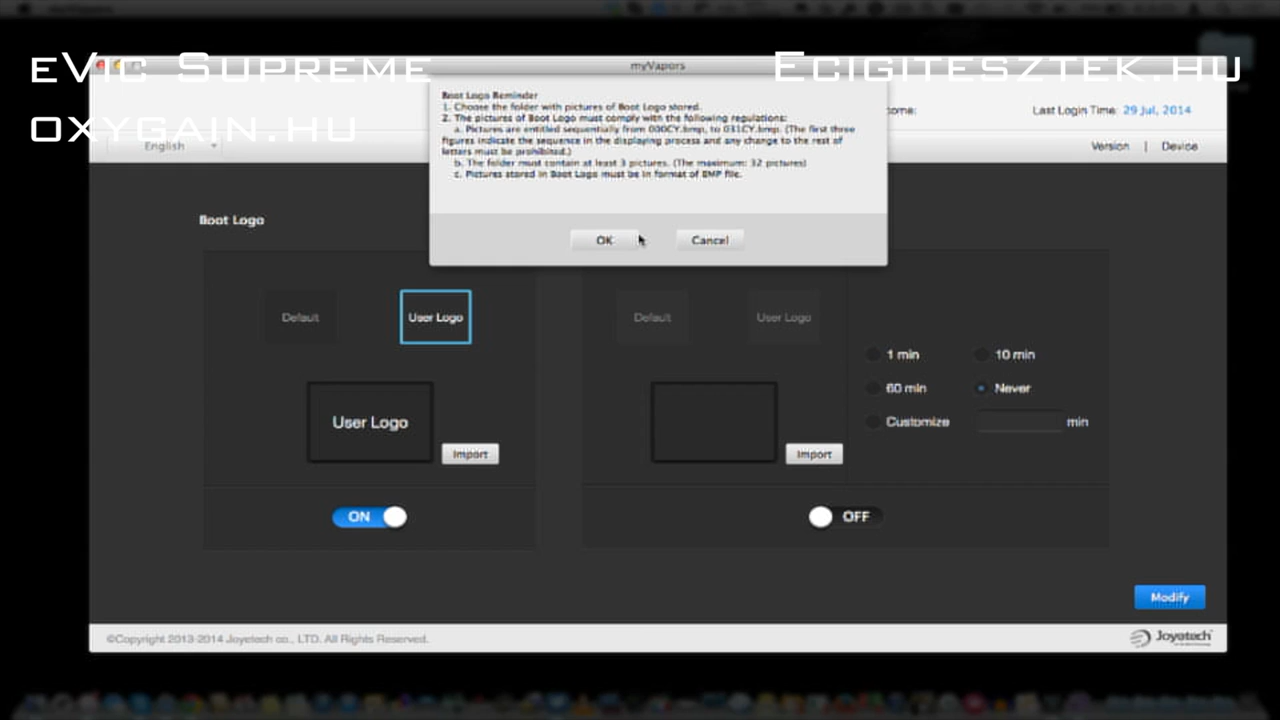 myVapors
eVic Supreme
Ecigitesztek.hu
oxygain.hu
Boot Logo Reminder
1. Choose the folder with pictures of Boot Logo stored.
2. The pictures of Boot Logo must comply with the following regulations:
a. Pictures are entitled sequentially from 000CY.bmp, to 031CY.bmp. (The first three
figures indicate the sequence in the displaying process and any change to the rest of
letters must be prohibited.)
b. The folder must contain at least 3 pictures. (The maximum: 32 pictures)
c. Pictures stored in Boot Logo must be in format of BMP file.
OK
Cancel
ome:
Last Login Time: 29 Jul, 2014
English
Version | Device
Boot Logo
Default
User Logo
Default
User Logo
1 min
10 min
60 min
Never
User Logo
Customize
min
Import
Import
ON
OFF
Modify
©Copyright 2013-2014 Joyetech co., LTD. All Rights Reserved.
Joyetech